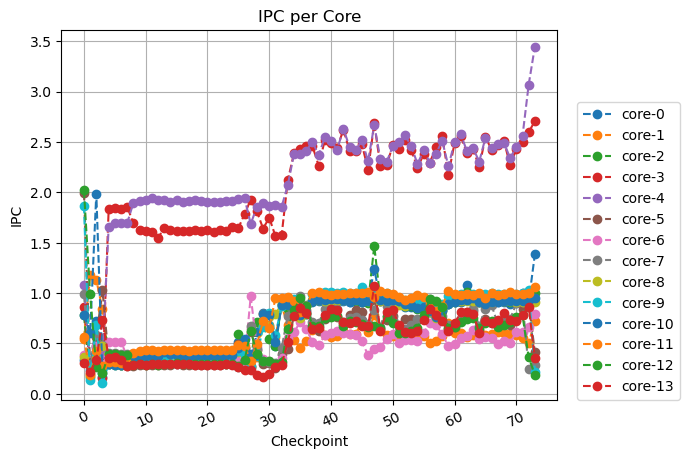 IPC per Core
IPC
3.5
3.0
2.5
2.0
1.5
1.0
0.5
0.0
0
10
20
30
40
50
60
70
Checkpoint
core-0
core-1
core-2
core-3
core-4
core-5
core-6
core-7
core-8
core-9
core-10
core-11
core-12
core-13